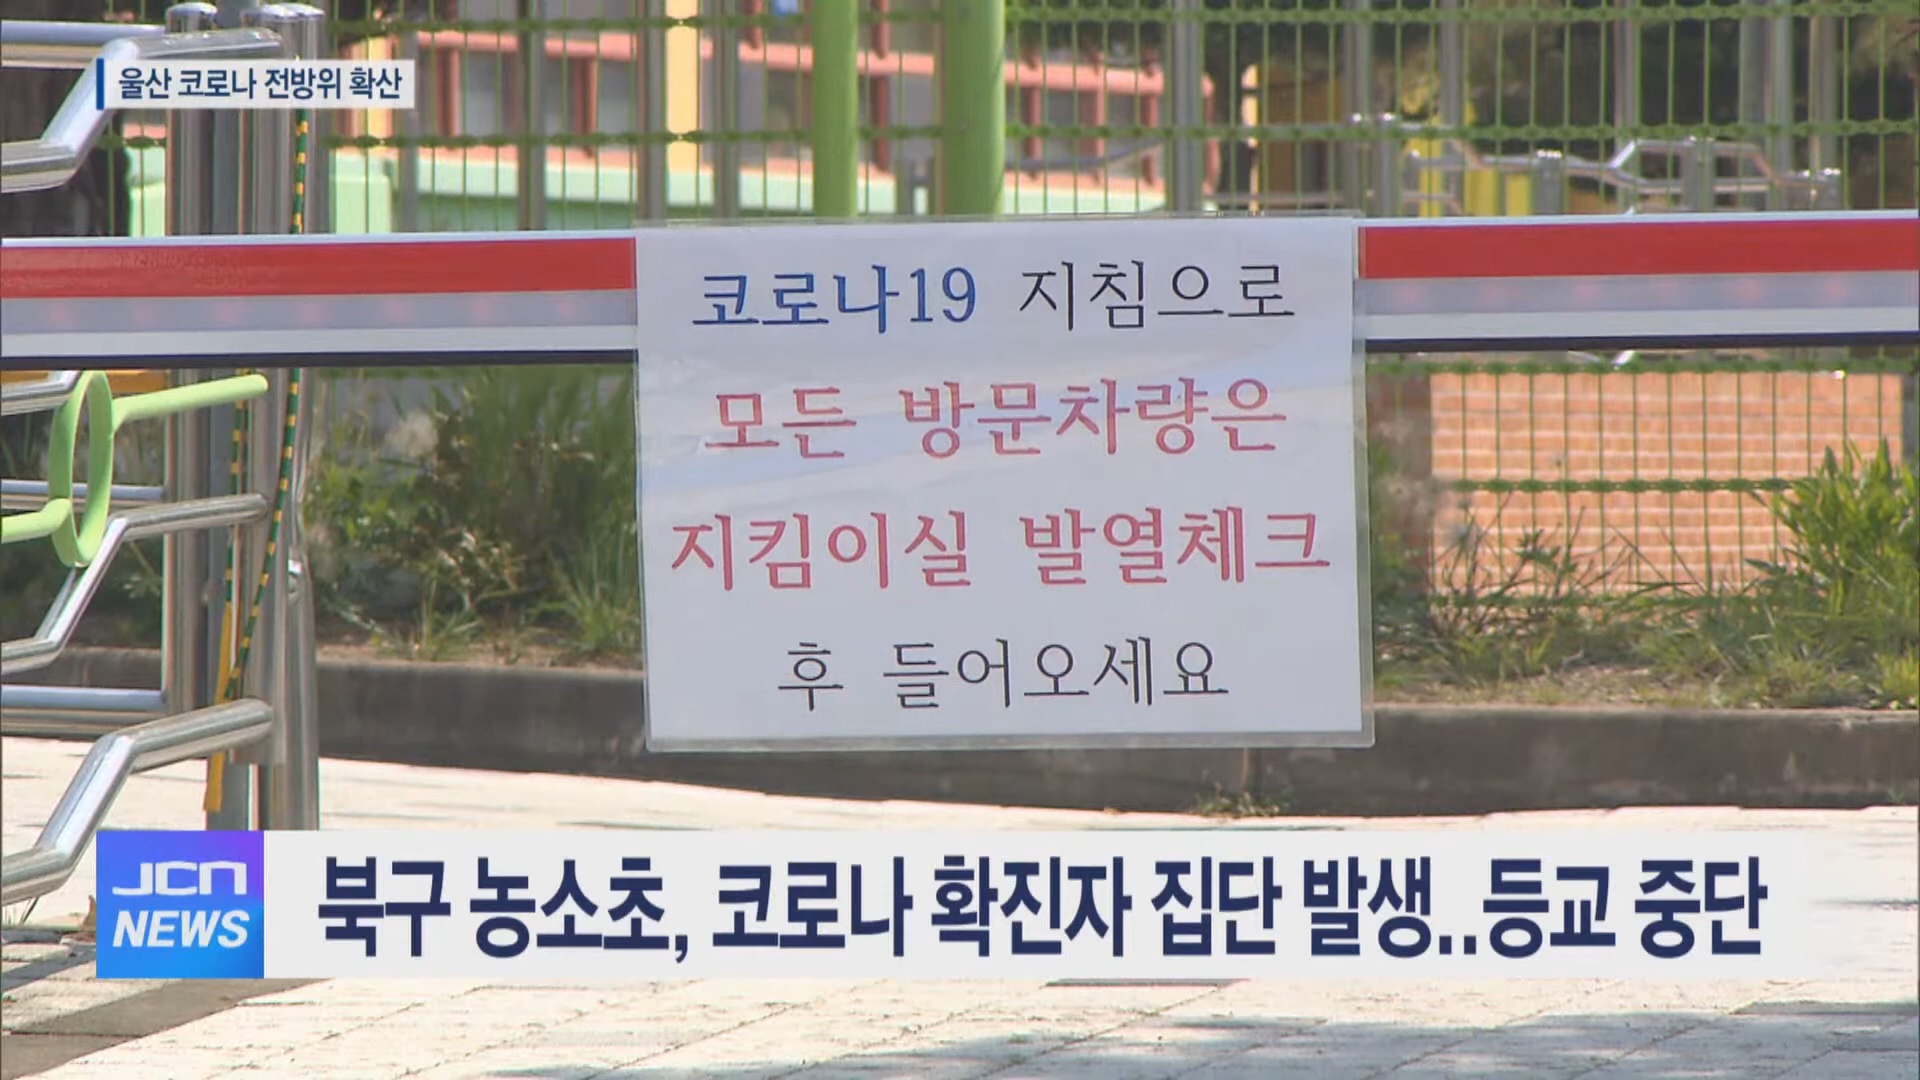 울산 코로나 전방위 확산
코로나19 지침으로
모든 방문차량은
지킴이실 발열체크
후 들어오세요
JCN NEWS
북구 농소초, 코로나 확진자 집단 발생..등교 중단